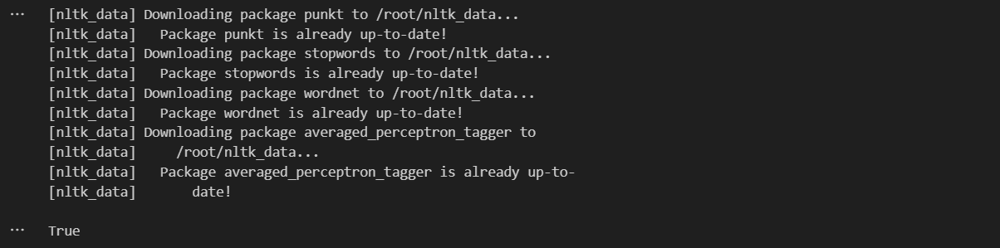 ... [nltk_data] Downloading package punkt to /root/nltk_data...
[nltk_data]   Package punkt is already up-to-date!
[nltk_data] Downloading package stopwords to /root/nltk_data...
[nltk_data]   Package stopwords is already up-to-date!
[nltk_data] Downloading package wordnet to /root/nltk_data...
[nltk_data]   Package wordnet is already up-to-date!
[nltk_data] Downloading package averaged_perceptron_tagger to
[nltk_data]     /root/nltk_data...
[nltk_data]   Package averaged_perceptron_tagger is already up-to-
[nltk_data]       date!
... True